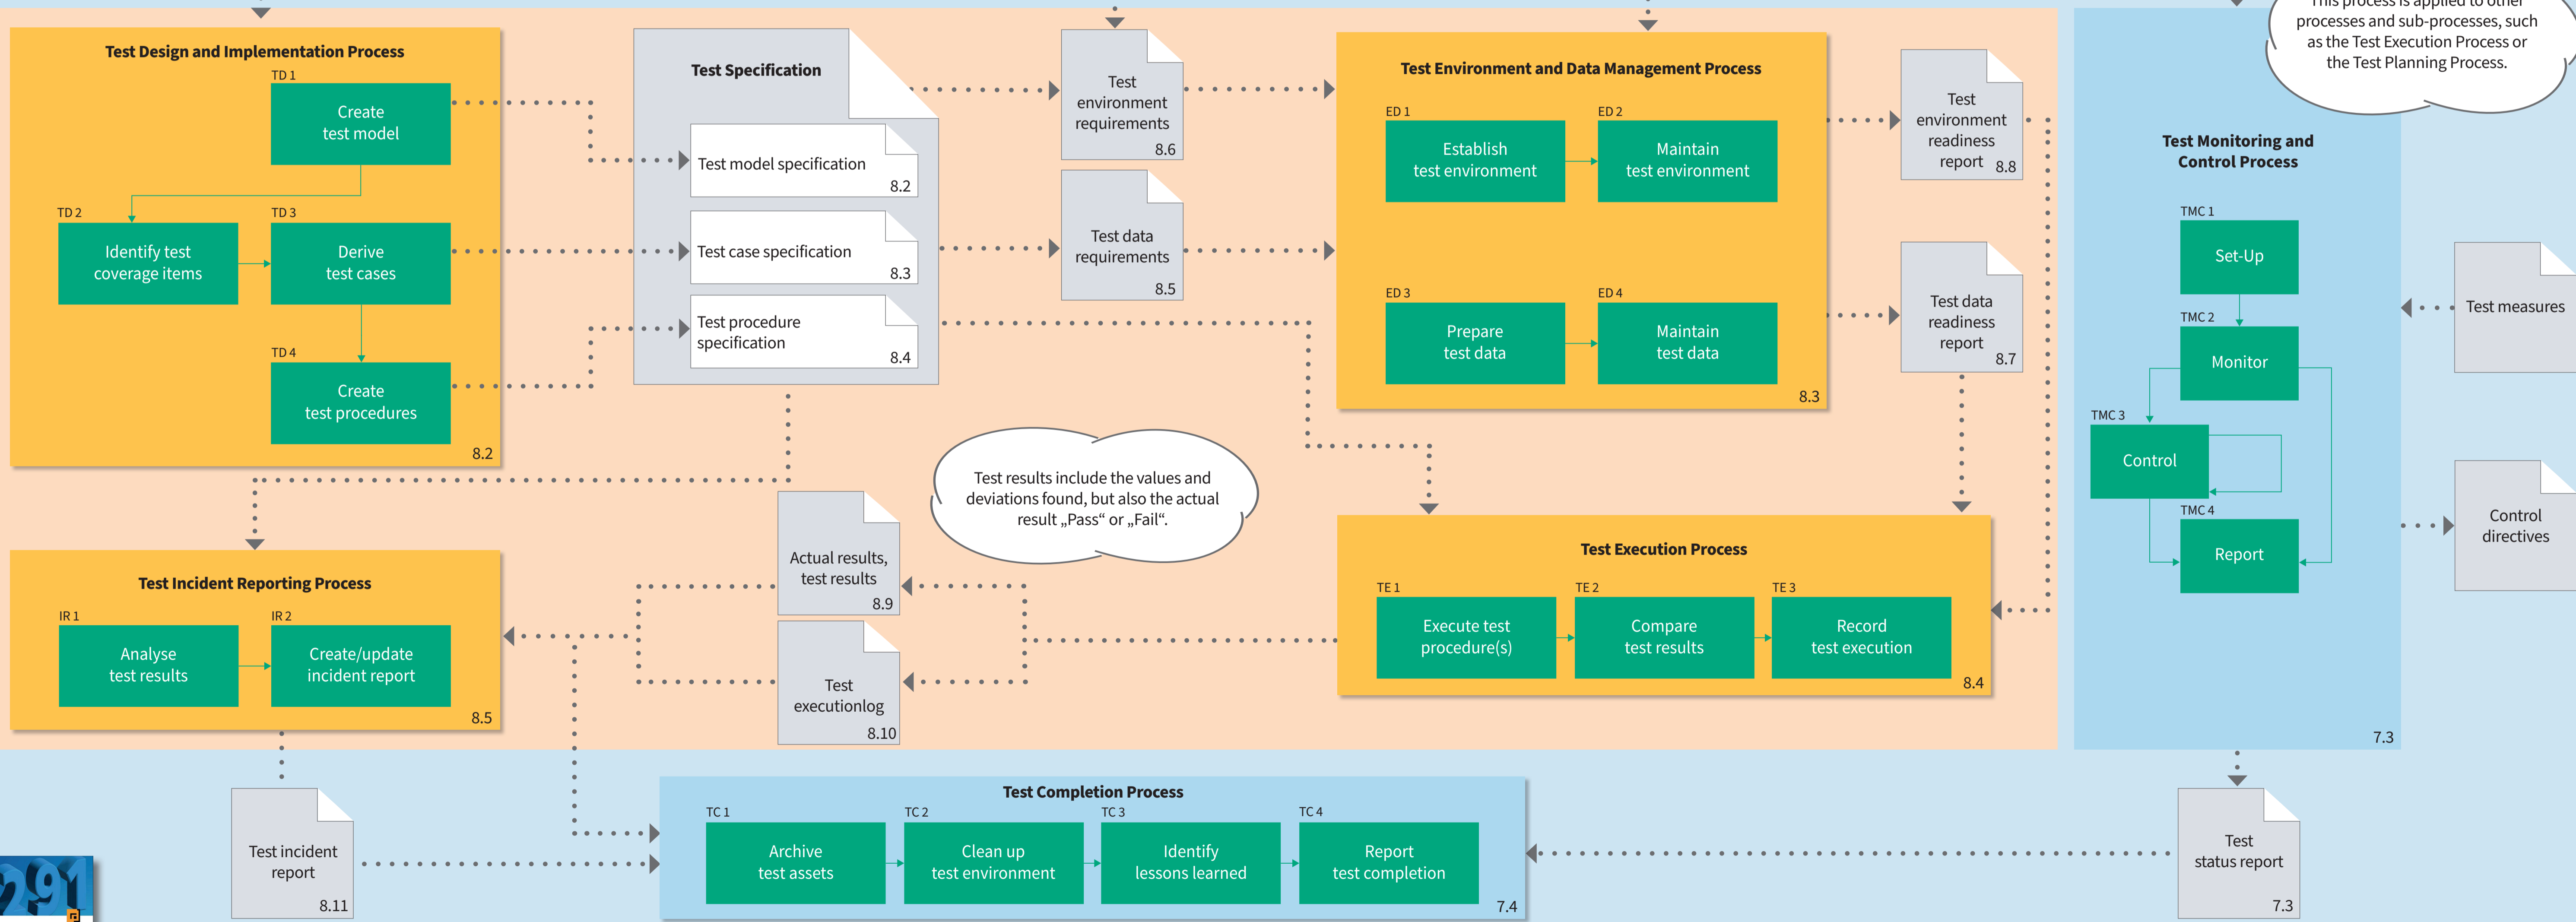 Test Design and Implementation Process
TD 1
Create
test model
TD 2
Identify test
coverage items
TD 3
Derive
test cases
TD 4
Create
test procedures
8.2
Test Specification
Test model specification
8.2
Test case specification
8.3
Test procedure
specification
8.4
Test
environment
requirements
8.6
Test data
requirements
8.5
Test Environment and Data Management Process
ED 1
Establish
test environment
ED 2
Maintain
test environment
ED 3
Prepare
test data
ED 4
Maintain
test data
8.3
Test
environment
readiness
report
8.8
Test data
readiness
report
8.7
This process is applied to other
processes and sub-processes, such
as the Test Execution Process or
the Test Planning Process.
Test Monitoring and
Control Process
TMC 1
Set-Up
TMC 2
Monitor
TMC 3
Control
TMC 4
Report
7.3
Test measures
Control
directives
Test results include the values and
deviations found, but also the actual
result „Pass“ or „Fail“.
Test Incident Reporting Process
IR 1
Analyse
test results
IR 2
Create/update
incident report
8.5
Actual results,
test results
8.9
Test
executionlog
8.10
Test Execution Process
TE 1
Execute test
procedure(s)
TE 2
Compare
test results
TE 3
Record
test execution
8.4
Test incident
report
8.11
Test Completion Process
TC 1
Archive
test assets
TC 2
Clean up
test environment
TC 3
Identify
lessons learned
TC 4
Report
test completion
7.4
Test
status report
7.3
291